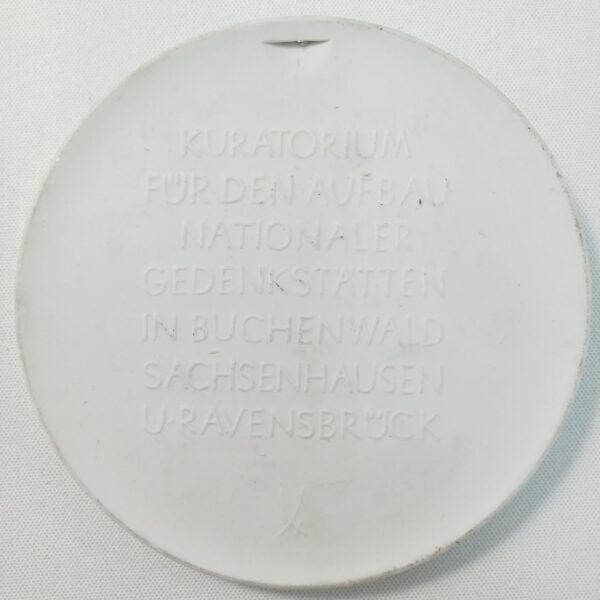 KURATORIUM
FÜR DEN AUFBAU
NATIONALER
GEDENKSTÄTTEN
IN BUCHENWALD
SACHSENHAUSEN
U·RAVENSBRÜCK